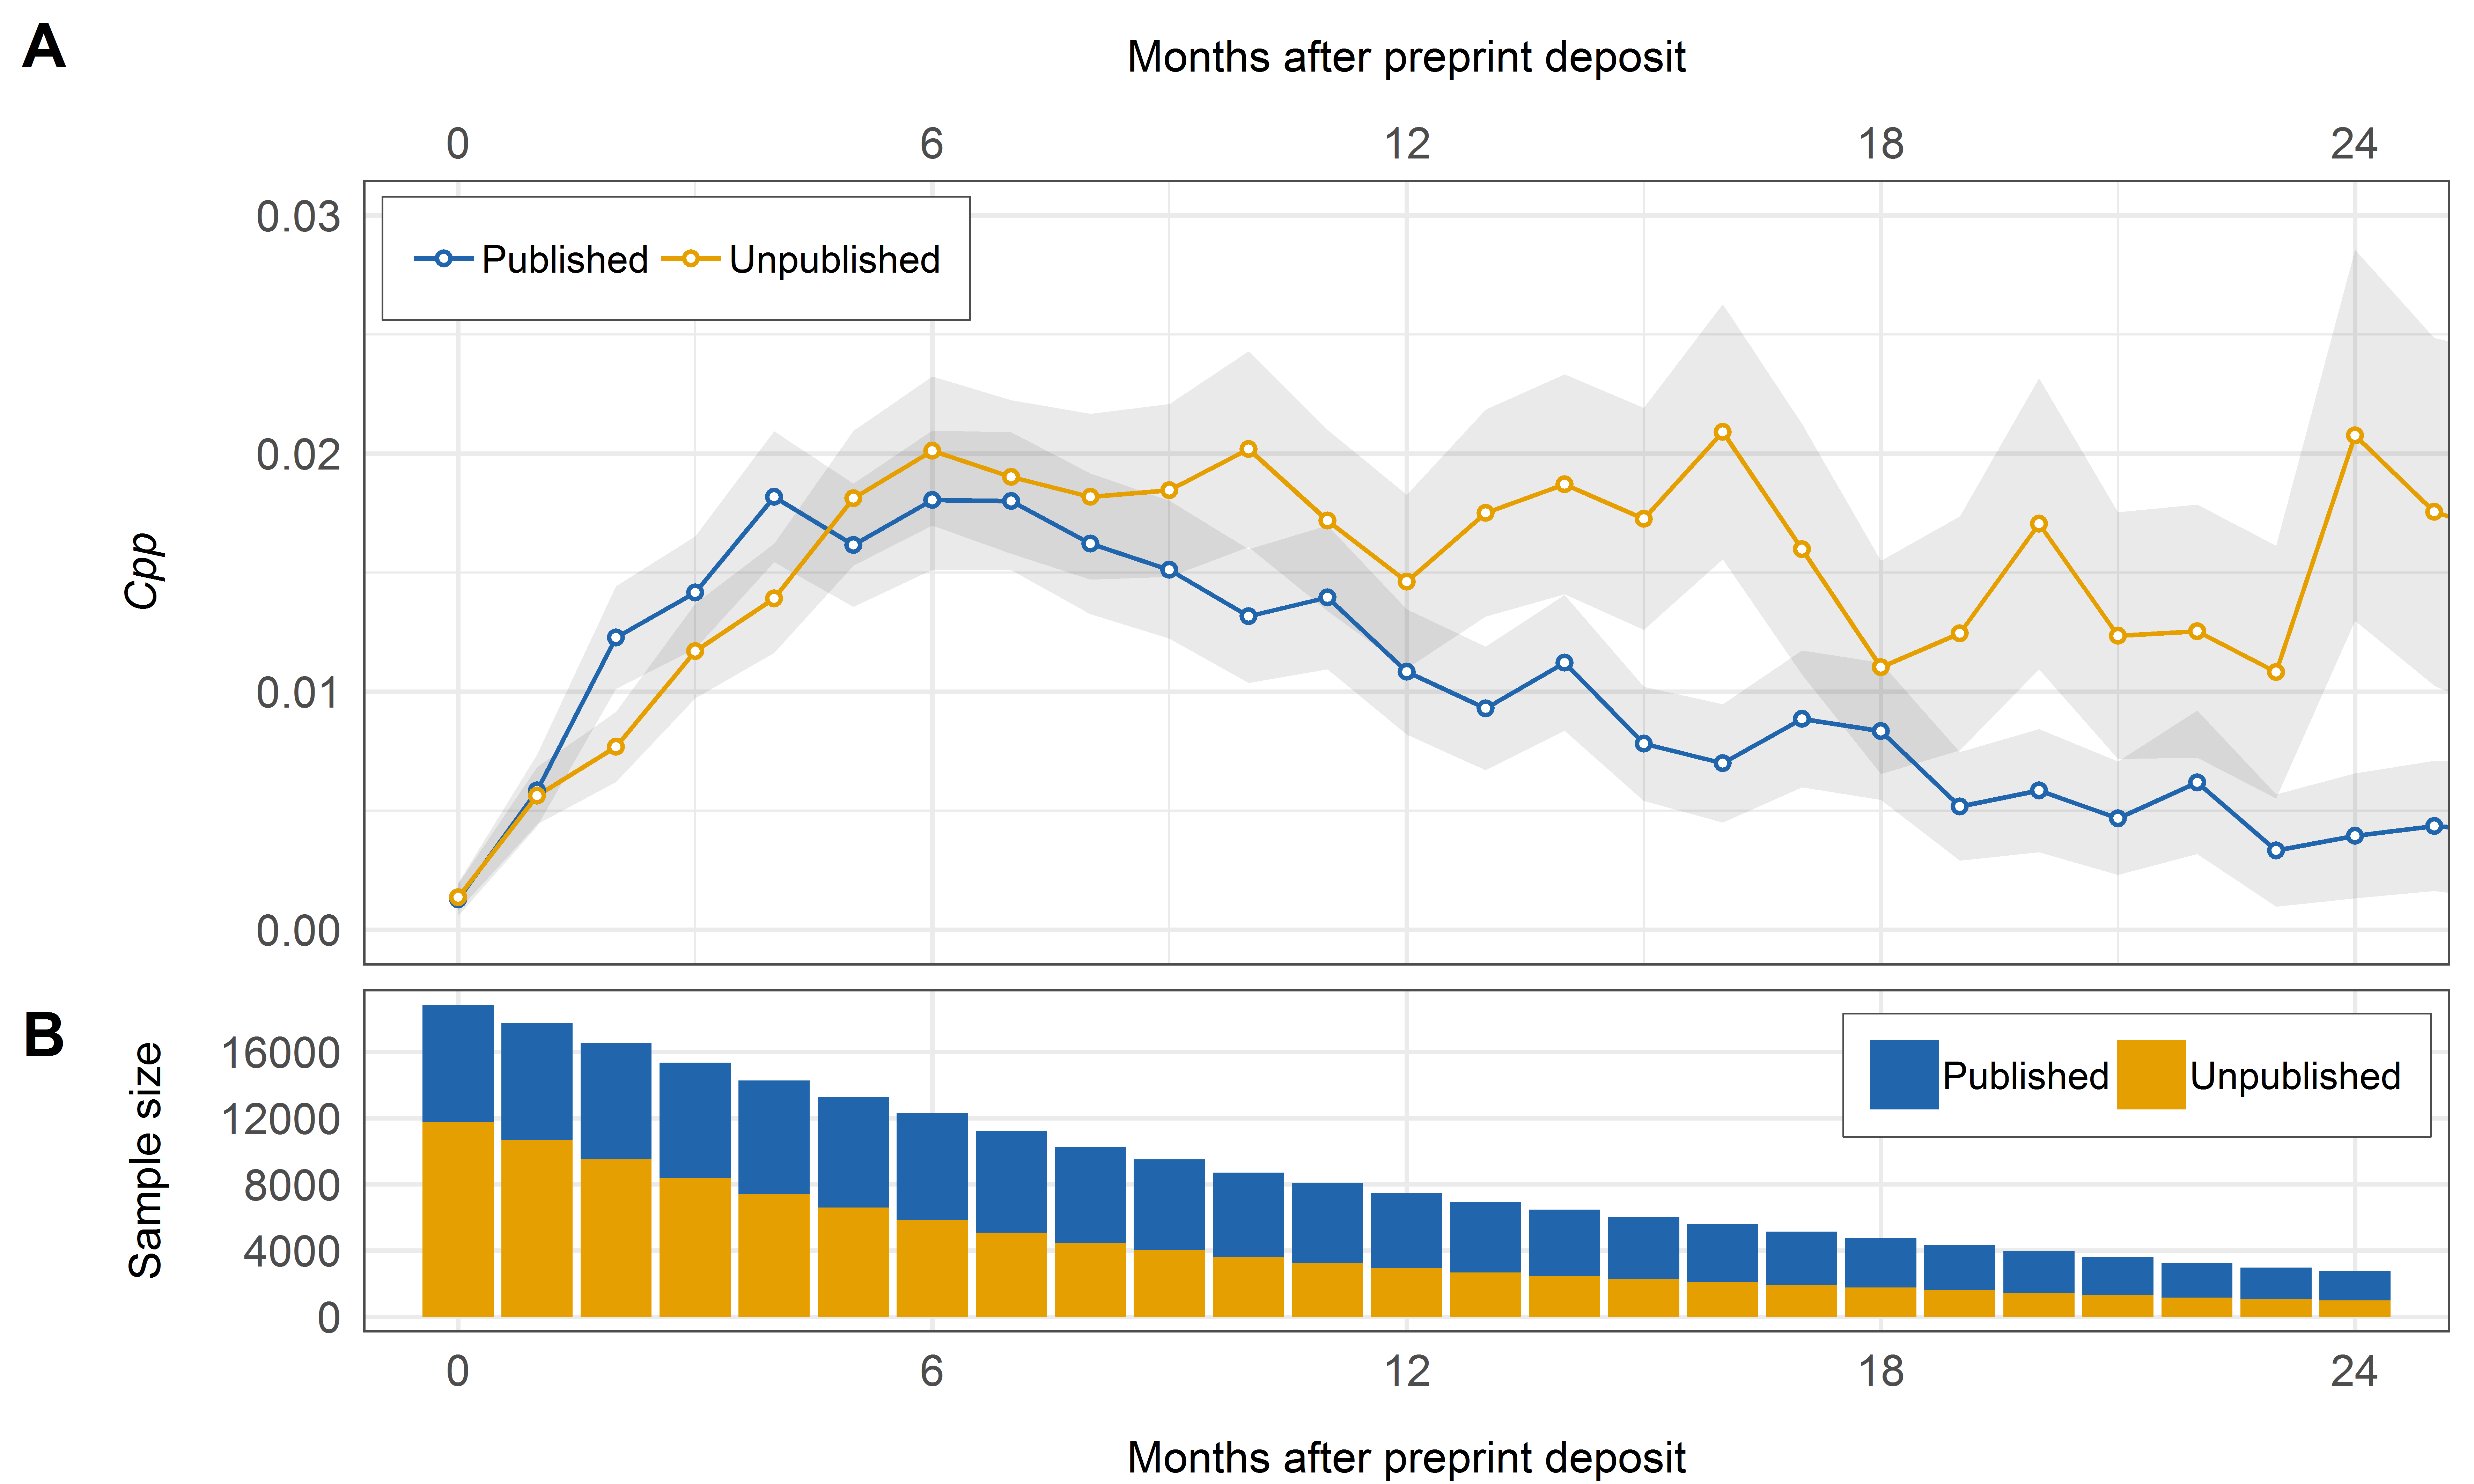 A
Months after preprint deposit
0 6 12 18 24
0.03
Published Unpublished
0.02
Cpp
0.01
0.00
B
Published Unpublished
Sample size
16000
12000
8000
4000
0
0 6 12 18 24
Months after preprint deposit